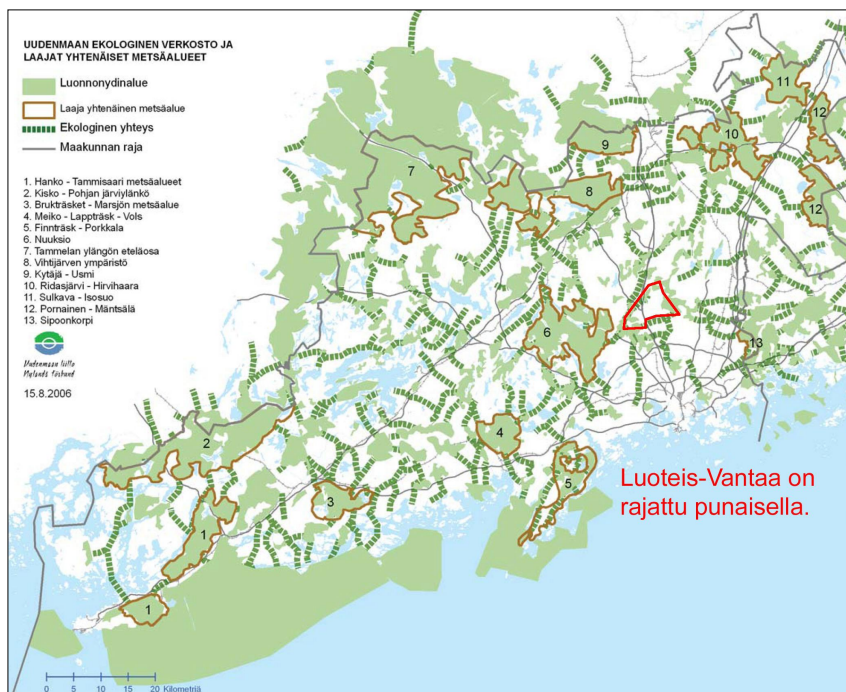 UUDENMAAN EKOLOGINEN VERKOSTO JA
LAAJAT YHTENÄISET METSÄALUEET
Luonnonydinalue
Laaja yhtenäinen metsäalue
Ekologinen yhteys
Maakunnan raja
1. Hanko - Tammisaari metsäalueet
2. Kisko - Pohjan järviylänkö
3. Brukträsket - Marsjön metsäalue
4. Meiko - Lappträsk - Vols
5. Finnträsk - Porkkala
6. Nuuksio
7. Tammelan ylängön eteläosa
8. Vihtijärven ympäristö
9. Kytäjä - Usmi
10. Ridasjärvi - Hirvihaara
11. Sulkava - Isosuo
12. Pornainen - Mäntsälä
13. Sipoonkorpi
Uudenmaan liitto
Nylands förbund
15.8.2006
11
12
10
9
7
8
12
6
13
2
4
5
3
1
1
Luoteis-Vantaa on
rajattu punaisella.
0 5 10 15 20 Kilometriä